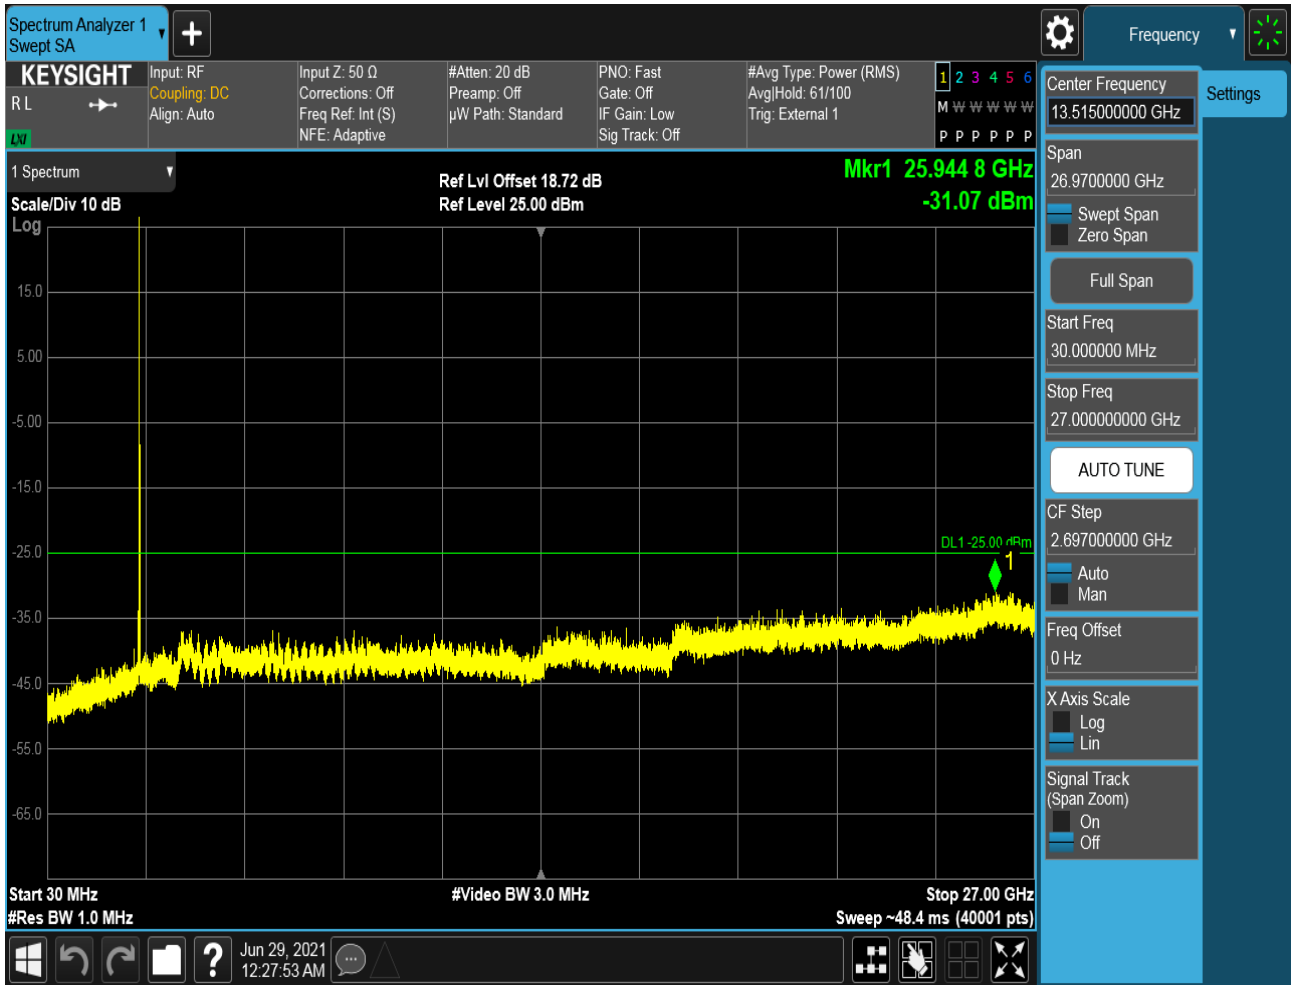 Spectrum Analyzer 1
Swept SA
Frequency
KEYSIGHT
R L
LXI
Input: RF
Coupling: DC
Align: Auto
Input Z: 50 Ω
Corrections: Off
Freq Ref: Int (S)
NFE: Adaptive
#Atten: 20 dB
Preamp: Off
µW Path: Standard
PNO: Fast
Gate: Off
IF Gain: Low
Sig Track: Off
#Avg Type: Power (RMS)
Avg|Hold: 61/100
Trig: External 1
1 2 3 4 5 6
M W W W W W
P P P P P P
1 Spectrum
Scale/Div 10 dB
Log
Ref Lvl Offset 18.72 dB
Ref Level 25.00 dBm
Mkr1 25.944 8 GHz
-31.07 dBm
15.0
5.00
-5.00
-15.0
-25.0
-35.0
-45.0
-55.0
-65.0
DL1 -25.00 dBm
1
Start 30 MHz
#Res BW 1.0 MHz
#Video BW 3.0 MHz
Stop 27.00 GHz
Sweep ~48.4 ms (40001 pts)
Jun 29, 2021
12:27:53 AM
Center Frequency
13.515000000 GHz
Settings
Span
26.9700000 GHz
Swept Span
Zero Span
Full Span
Start Freq
30.000000 MHz
Stop Freq
27.000000000 GHz
AUTO TUNE
CF Step
2.697000000 GHz
Auto
Man
Freq Offset
0 Hz
X Axis Scale
Log
Lin
Signal Track
(Span Zoom)
On
Off